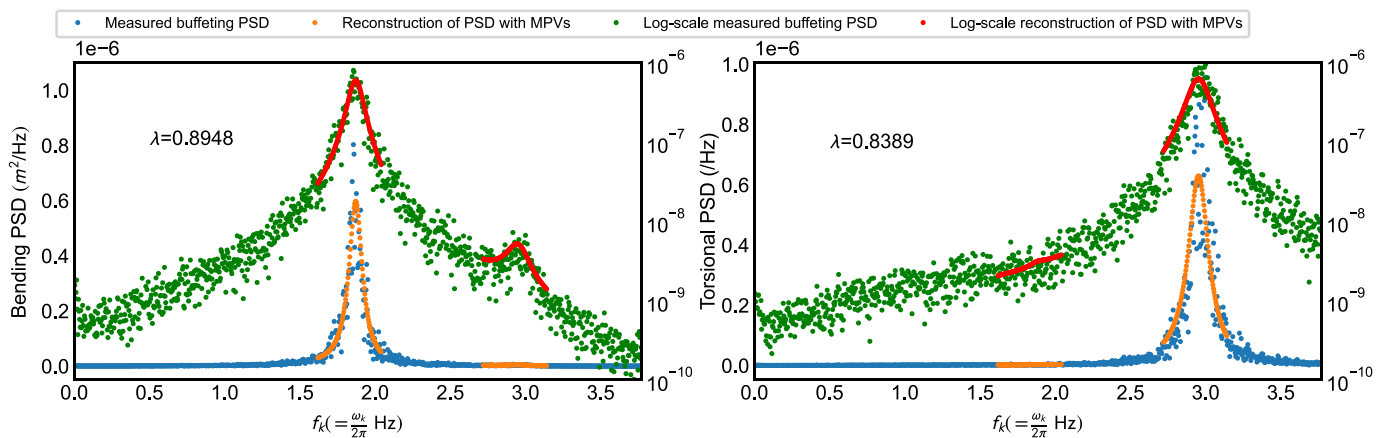 Measured buffeting PSD Reconstruction of PSD with MPVs Log-scale measured buffeting PSD Log-scale reconstruction of PSD with MPVs
1e−6
Bending PSD (m²/Hz)
1.0
0.8
0.6
0.4
0.2
0.0
λ=0.8948
10⁻⁶
10⁻⁷
10⁻⁸
10⁻⁹
10⁻¹⁰
0.0 0.5 1.0 1.5 2.0 2.5 3.0 3.5
fₖ(=ωₖ/2π Hz)
1e−6
Torsional PSD (/Hz)
1.0
0.8
0.6
0.4
0.2
0.0
λ=0.8389
10⁻⁶
10⁻⁷
10⁻⁸
10⁻⁹
10⁻¹⁰
0.0 0.5 1.0 1.5 2.0 2.5 3.0 3.5
fₖ(=ωₖ/2π Hz)